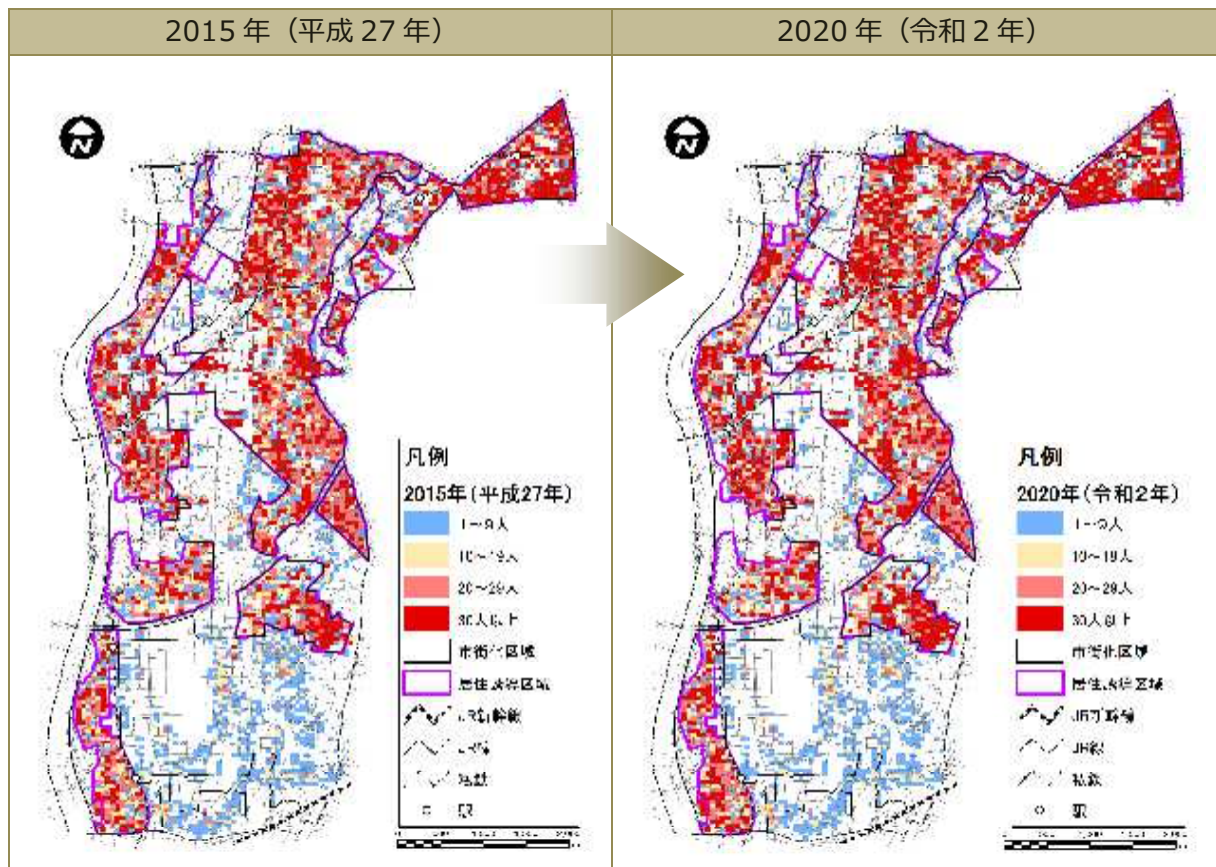 2015年（平成27年）
2020年（令和2年）
N
N
凡例
2015年(平成27年)
1～9人
10～19人
20～29人
30人以上
市街化区域
居住誘導区域
JR新幹線
JR線
私鉄
駅
凡例
2020年(令和2年)
1～9人
10～19人
20～29人
30人以上
市街化区域
居住誘導区域
JR新幹線
JR線
私鉄
駅